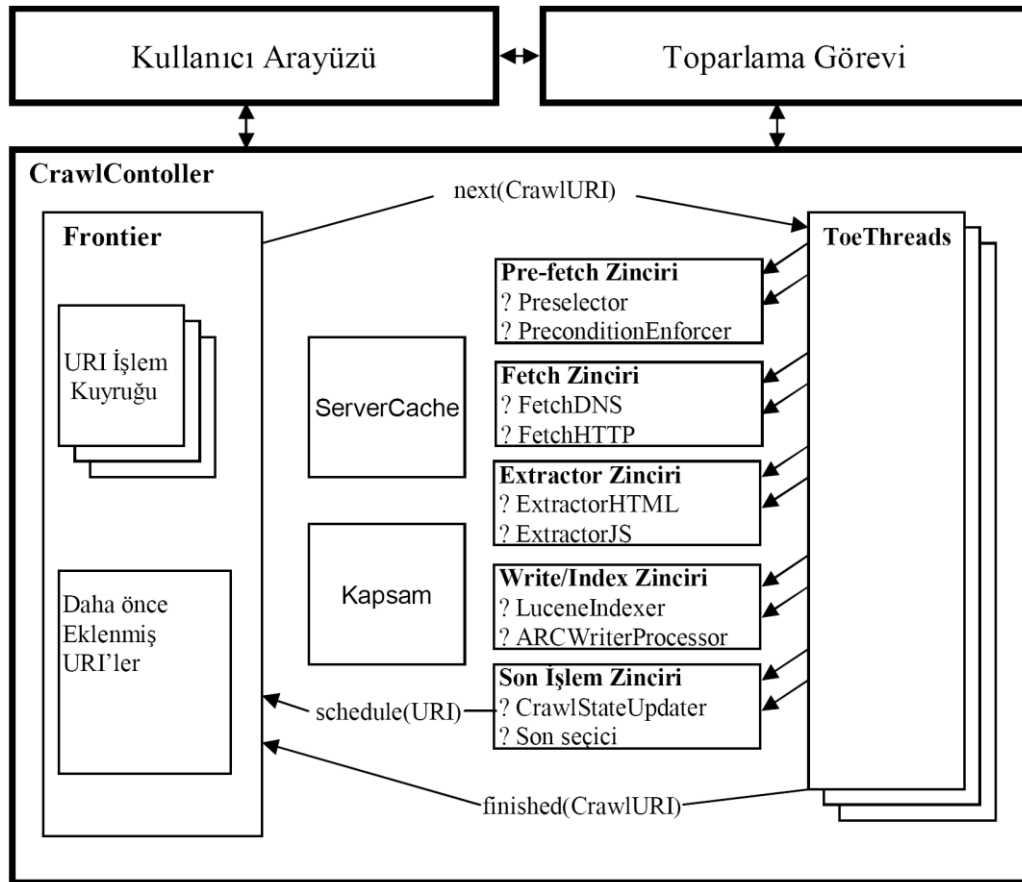 Kullanıcı Arayüzü
Toparlama Görevi
CrawlContoller
next(CrawlURI)
Frontier
URI İşlem
Kuyruğu
Daha önce
Eklenmiş
URI'ler
ServerCache
Kapsam
Pre-fetch Zinciri
? Preselector
? PreconditionEnforcer
Fetch Zinciri
? FetchDNS
? FetchHTTP
Extractor Zinciri
? ExtractorHTML
? ExtractorJS
Write/Index Zinciri
? LuceneIndexer
? ARCWriterProcessor
Son İşlem Zinciri
? CrawlStateUpdater
? Son seçici
ToeThreads
schedule(URI)
finished(CrawlURI)